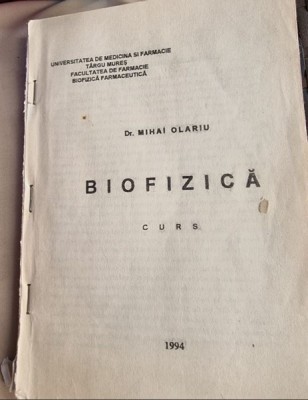 UNIVERSITATEA DE MEDICINA SI FARMACIE
TÂRGU MUREȘ
FACULTATEA DE FARMACIE
BIOFIZICĂ FARMACEUTICĂ
Dr. MIHAI OLARIU
BIOFIZICĂ
CURS
1994